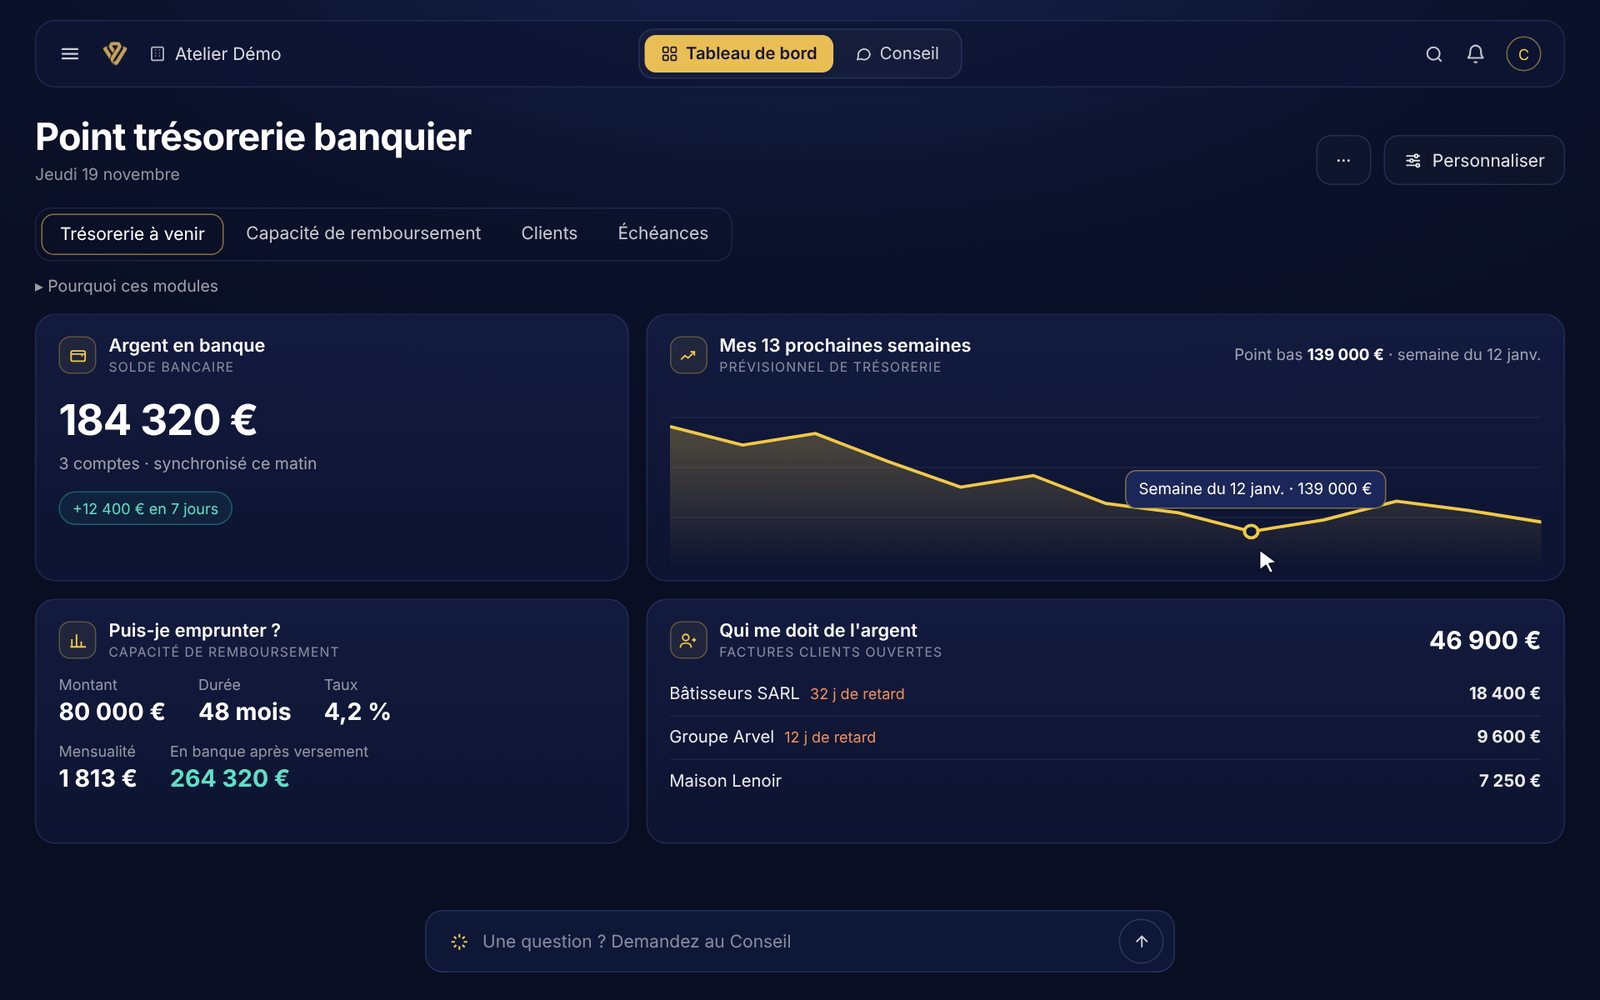 Atelier Démo
Tableau de bord
Conseil
C
Point trésorerie banquier
Jeudi 19 novembre
...
Personnaliser
Trésorerie à venir
Capacité de remboursement
Clients
Échéances
▸ Pourquoi ces modules
Argent en banque
SOLDE BANCAIRE
184 320 €
3 comptes · synchronisé ce matin
+12 400 € en 7 jours
Mes 13 prochaines semaines
PRÉVISIONNEL DE TRÉSORERIE
Point bas 139 000 € · semaine du 12 janv.
Semaine du 12 janv. · 139 000 €
Puis-je emprunter ?
CAPACITÉ DE REMBOURSEMENT
Montant Durée Taux
80 000 € 48 mois 4,2 %
Mensualité En banque après versement
1 813 € 264 320 €
Qui me doit de l'argent
FACTURES CLIENTS OUVERTES
46 900 €
Bâtisseurs SARL 32 j de retard 18 400 €
Groupe Arvel 12 j de retard 9 600 €
Maison Lenoir 7 250 €
Une question ? Demandez au Conseil